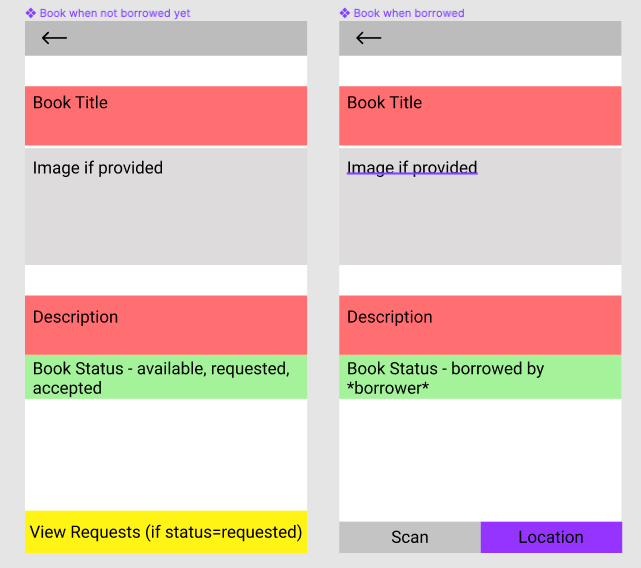 Book when not borrowed yet
Book Title
Image if provided
Description
Book Status - available, requested,
accepted
View Requests (if status=requested)
Book when borrowed
Book Title
Image if provided
Description
Book Status - borrowed by
*borrower*
Scan
Location